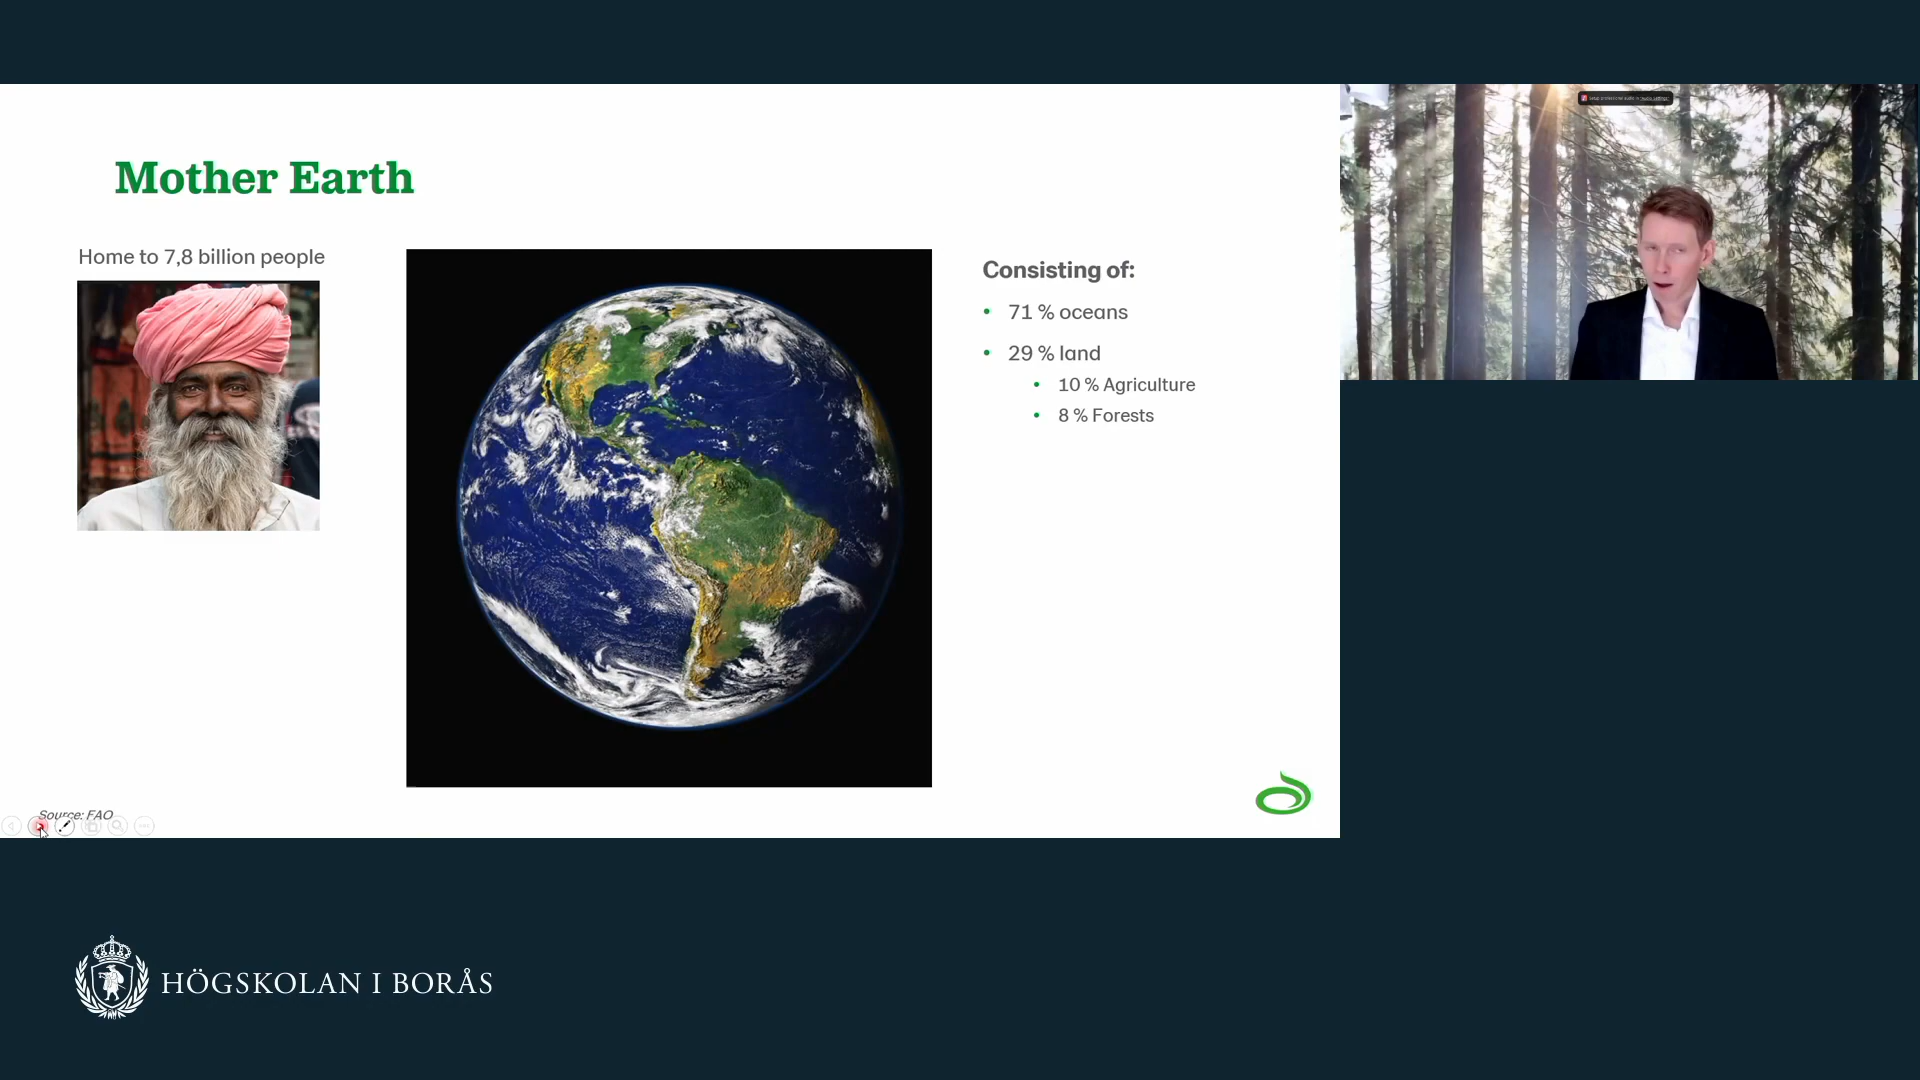 Mother Earth
Home to 7,8 billion people
Consisting of:
• 71 % oceans
• 29 % land
• 10 % Agriculture
• 8 % Forests
Source: FAO
HÖGSKOLAN I BORÅS